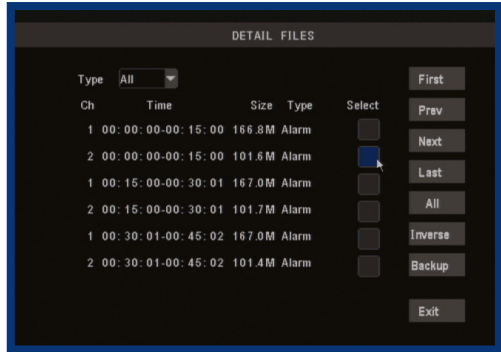 DETAIL FILES
Type All
Ch Time Size Type Select
1 00:00:00-00:15:00 166.8M Alarm
2 00:00:00-00:15:00 101.6M Alarm
1 00:15:00-00:30:01 167.0M Alarm
2 00:15:00-00:30:01 101.7M Alarm
1 00:30:01-00:45:02 167.0M Alarm
2 00:30:01-00:45:02 101.4M Alarm
First
Prev
Next
Last
All
Inverse
Backup
Exit